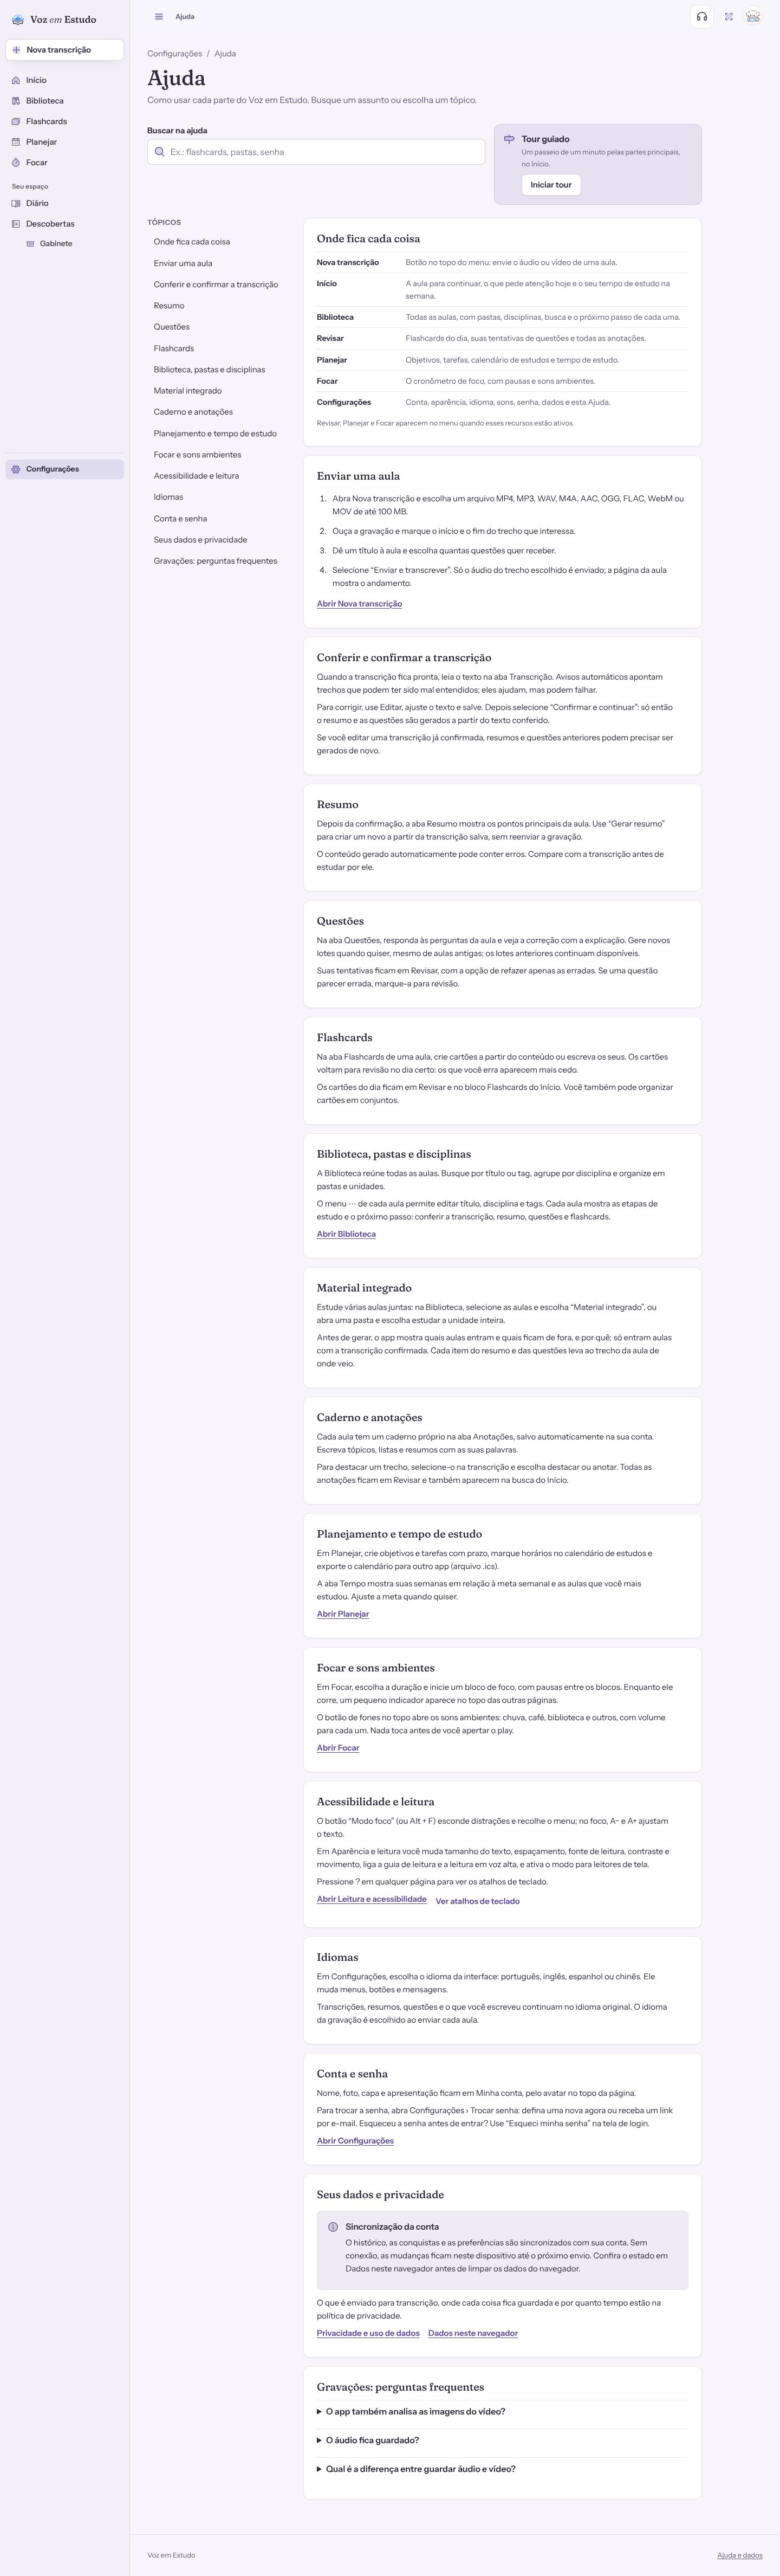 Voz em Estudo
Nova transcrição
Início
Biblioteca
Flashcards
Planejar
Focar
Seu espaço
Diário
Descobertas
Gabinete
Configurações
Ajuda
Configurações / Ajuda
Ajuda
Como usar cada parte do Voz em Estudo. Busque um assunto ou escolha um tópico.
Buscar na ajuda
Ex.: flashcards, pastas, senha
Tour guiado
Um passeio de um minuto pelas partes principais,
no Início.
Iniciar tour
TÓPICOS
Onde fica cada coisa
Enviar uma aula
Conferir e confirmar a transcrição
Resumo
Questões
Flashcards
Biblioteca, pastas e disciplinas
Material integrado
Caderno e anotações
Planejamento e tempo de estudo
Focar e sons ambientes
Acessibilidade e leitura
Idiomas
Conta e senha
Seus dados e privacidade
Gravações: perguntas frequentes
Onde fica cada coisa
Nova transcrição Botão no topo do menu: envie o áudio ou vídeo de uma aula.
Início A aula para continuar, o que pede atenção hoje e o seu tempo de estudo na
semana.
Biblioteca Todas as aulas, com pastas, disciplinas, busca e o próximo passo de cada uma.
Revisar Flashcards do dia, suas tentativas de questões e todas as anotações.
Planejar Objetivos, tarefas, calendário de estudos e tempo de estudo.
Focar O cronômetro de foco, com pausas e sons ambientes.
Configurações Conta, aparência, idioma, sons, senha, dados e esta Ajuda.
Revisar, Planejar e Focar aparecem no menu quando esses recursos estão ativos.
Enviar uma aula
1. Abra Nova transcrição e escolha um arquivo MP4, MP3, WAV, M4A, AAC, OGG, FLAC, WebM ou
MOV de até 100 MB.
2. Ouça a gravação e marque o início e o fim do trecho que interessa.
3. Dê um título à aula e escolha quantas questões quer receber.
4. Selecione “Enviar e transcrever”. Só o áudio do trecho escolhido é enviado; a página da aula
mostra o andamento.
Abrir Nova transcrição
Conferir e confirmar a transcrição
Quando a transcrição fica pronta, leia o texto na aba Transcrição. Avisos automáticos apontam
trechos que podem ter sido mal entendidos; eles ajudam, mas podem falhar.
Para corrigir, use Editar, ajuste o texto e salve. Depois selecione “Confirmar e continuar”: só então
o resumo e as questões são gerados a partir do texto conferido.
Se você editar uma transcrição já confirmada, resumos e questões anteriores podem precisar ser
gerados de novo.
Resumo
Depois da confirmação, a aba Resumo mostra os pontos principais da aula. Use “Gerar resumo”
para criar um novo a partir da transcrição salva, sem reenviar a gravação.
O conteúdo gerado automaticamente pode conter erros. Compare com a transcrição antes de
estudar por ele.
Questões
Na aba Questões, responda às perguntas da aula e veja a correção com a explicação. Gere novos
lotes quando quiser, mesmo de aulas antigas; os lotes anteriores continuam disponíveis.
Suas tentativas ficam em Revisar, com a opção de refazer apenas as erradas. Se uma questão
parecer errada, marque-a para revisão.
Flashcards
Na aba Flashcards de uma aula, crie cartões a partir do conteúdo ou escreva os seus. Os cartões
voltam para revisão no dia certo: os que você erra aparecem mais cedo.
Os cartões do dia ficam em Revisar e no bloco Flashcards do Início. Você também pode organizar
cartões em conjuntos.
Biblioteca, pastas e disciplinas
A Biblioteca reúne todas as aulas. Busque por título ou tag, agrupe por disciplina e organize em
pastas e unidades.
O menu ··· de cada aula permite editar título, disciplina e tags. Cada aula mostra as etapas de
estudo e o próximo passo: conferir a transcrição, resumo, questões e flashcards.
Abrir Biblioteca
Material integrado
Estude várias aulas juntas: na Biblioteca, selecione as aulas e escolha “Material integrado”, ou
abra uma pasta e escolha estudar a unidade inteira.
Antes de gerar, o app mostra quais aulas entram e quais ficam de fora, e por quê; só entram aulas
com a transcrição confirmada. Cada item do resumo e das questões leva ao trecho da aula de
onde veio.
Caderno e anotações
Cada aula tem um caderno próprio na aba Anotações, salvo automaticamente na sua conta.
Escreva tópicos, listas e resumos com as suas palavras.
Para destacar um trecho, selecione-o na transcrição e escolha destacar ou anotar. Todas as
anotações ficam em Revisar e também aparecem na busca do Início.
Planejamento e tempo de estudo
Em Planejar, crie objetivos e tarefas com prazo, marque horários no calendário de estudos e
exporte o calendário para outro app (arquivo .ics).
A aba Tempo mostra suas semanas em relação à meta semanal e as aulas que você mais
estudou. Ajuste a meta quando quiser.
Abrir Planejar
Focar e sons ambientes
Em Focar, escolha a duração e inicie um bloco de foco, com pausas entre os blocos. Enquanto ele
corre, um pequeno indicador aparece no topo das outras páginas.
O botão de fones no topo abre os sons ambientes: chuva, café, biblioteca e outros, com volume
para cada um. Nada toca antes de você apertar o play.
Abrir Focar
Acessibilidade e leitura
O botão “Modo foco” (ou Alt + F) esconde distrações e recolhe o menu; no foco, A− e A+ ajustam
o texto.
Em Aparência e leitura você muda tamanho do texto, espaçamento, fonte de leitura, contraste e
movimento, liga a guia de leitura e a leitura em voz alta, e ativa o modo para leitores de tela.
Pressione ? em qualquer página para ver os atalhos de teclado.
Abrir Leitura e acessibilidade Ver atalhos de teclado
Idiomas
Em Configurações, escolha o idioma da interface: português, inglês, espanhol ou chinês. Ele
muda menus, botões e mensagens.
Transcrições, resumos, questões e o que você escreveu continuam no idioma original. O idioma
da gravação é escolhido ao enviar cada aula.
Conta e senha
Nome, foto, capa e apresentação ficam em Minha conta, pelo avatar no topo da página.
Para trocar a senha, abra Configurações › Trocar senha: defina uma nova agora ou receba um link
por e-mail. Esqueceu a senha antes de entrar? Use “Esqueci minha senha” na tela de login.
Abrir Configurações
Seus dados e privacidade
Sincronização da conta
O histórico, as conquistas e as preferências são sincronizados com sua conta. Sem
conexão, as mudanças ficam neste dispositivo até o próximo envio. Confira o estado em
Dados neste navegador antes de limpar os dados do navegador.
O que é enviado para transcrição, onde cada coisa fica guardada e por quanto tempo estão na
política de privacidade.
Privacidade e uso de dados Dados neste navegador
Gravações: perguntas frequentes
O app também analisa as imagens do vídeo?
O áudio fica guardado?
Qual é a diferença entre guardar áudio e vídeo?
Voz em Estudo
Ajuda e dados